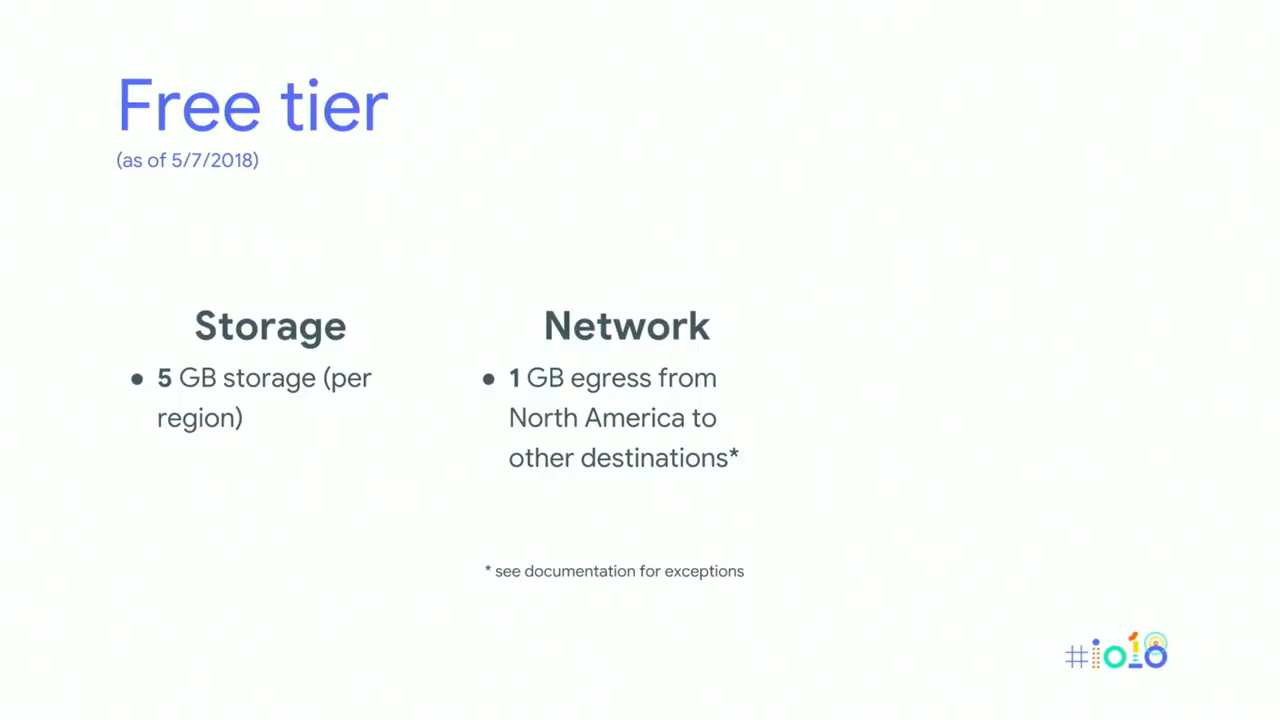 Free tier
(as of 5/7/2018)
Storage
● 5 GB storage (per
region)
Network
● 1 GB egress from
North America to
other destinations*
* see documentation for exceptions
#io18